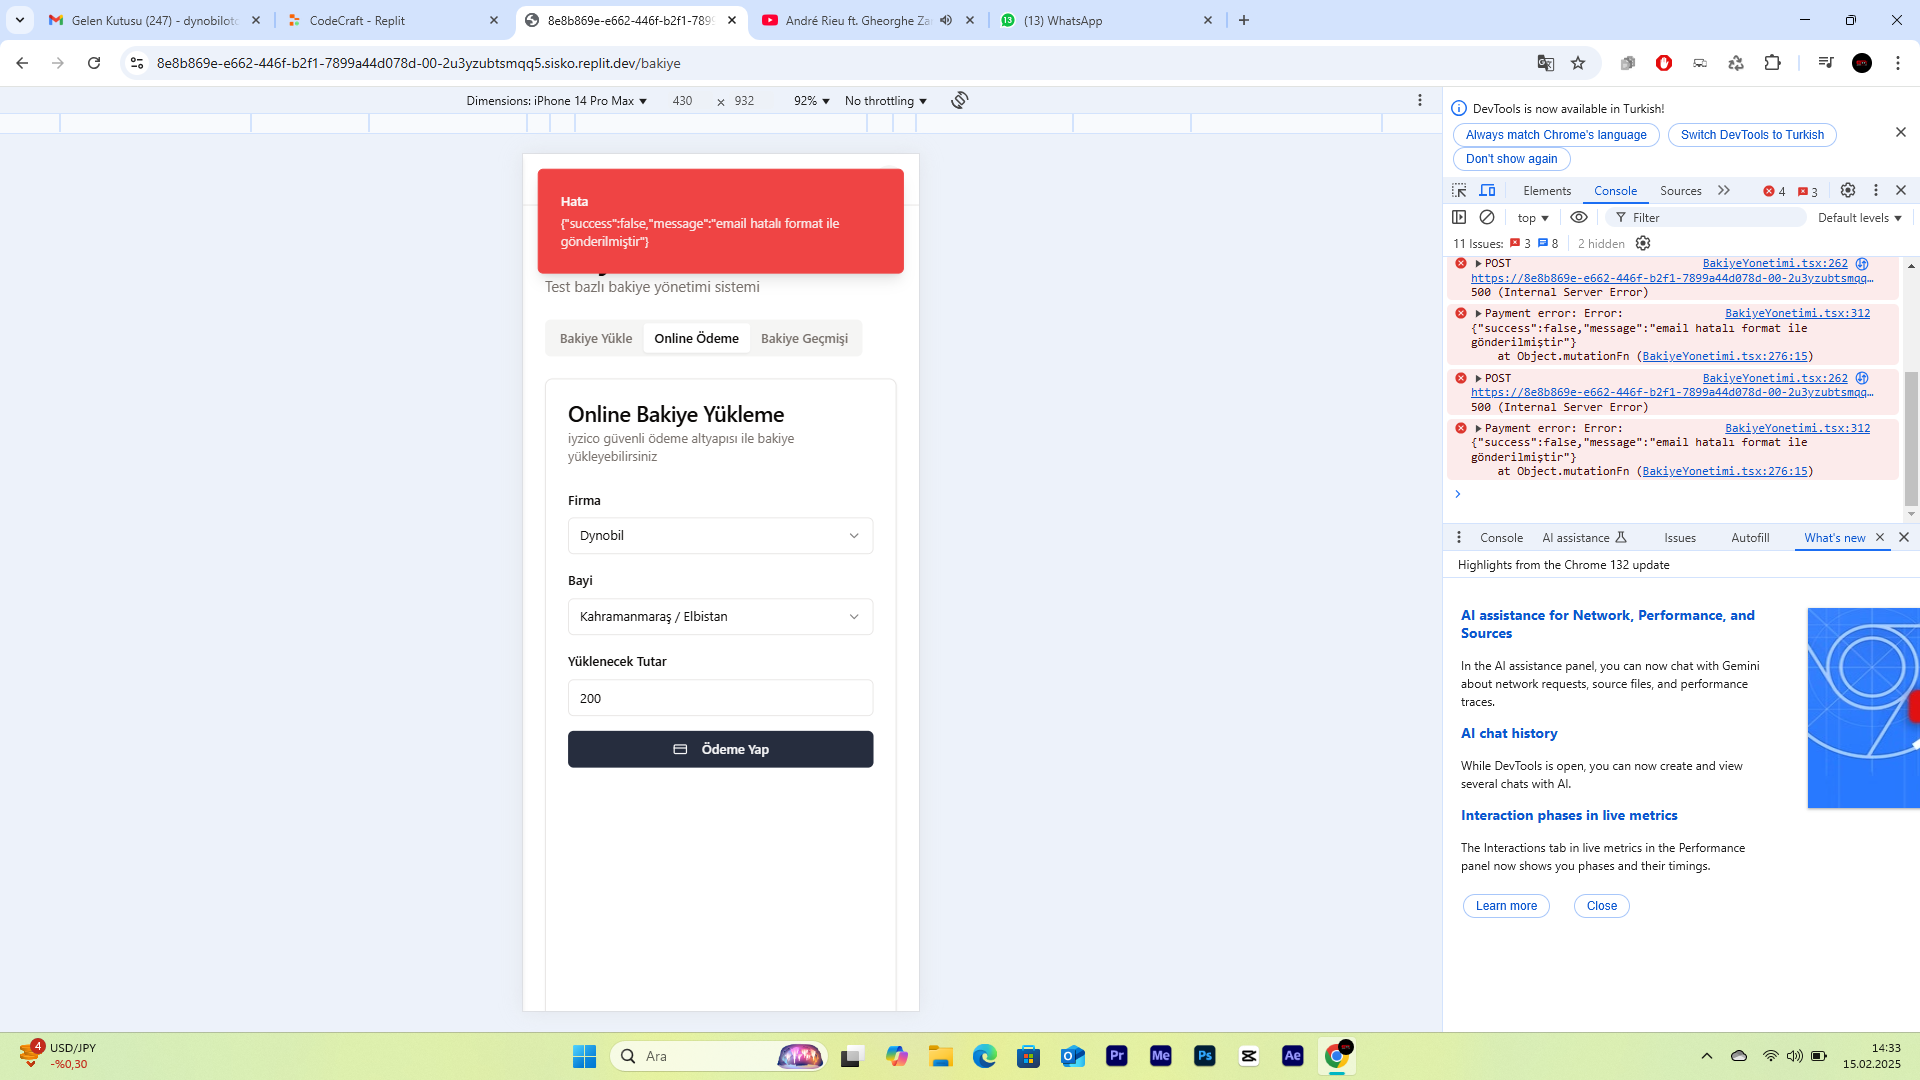 Gelen Kutusu (247) - dynobiloto
CodeCraft - Replit
8e8b869e-e662-446f-b2f1-7899
André Rieu ft. Gheorghe Za
(13) WhatsApp
8e8b869e-e662-446f-b2f1-7899a44d078d-00-2u3yzubtsmqq5.sisko.replit.dev/bakiye
Dimensions: iPhone 14 Pro Max
430 × 932
92%
No throttling
Hata
{"success":false,"message":"email hatalı format ile
gönderilmiştir"}
Test bazlı bakiye yönetimi sistemi
Bakiye Yükle
Online Ödeme
Bakiye Geçmişi
Online Bakiye Yükleme
iyzico güvenli ödeme altyapısı ile bakiye
yükleyebilirsiniz
Firma
Dynobil
Bayi
Kahramanmaraş / Elbistan
Yüklenecek Tutar
200
Ödeme Yap
DevTools is now available in Turkish!
Always match Chrome's language
Switch DevTools to Turkish
Don't show again
Elements
Console
Sources
4
3
top
Filter
Default levels
11 Issues: 3 8
2 hidden
POST BakiyeYonetimi.tsx:262
https://8e8b869e-e662-446f-b2f1-7899a44d078d-00-2u3yzubtsmqq…
500 (Internal Server Error)
Payment error: Error: BakiyeYonetimi.tsx:312
{"success":false,"message":"email hatalı format ile
gönderilmiştir"}
at Object.mutationFn (BakiyeYonetimi.tsx:276:15)
POST BakiyeYonetimi.tsx:262
https://8e8b869e-e662-446f-b2f1-7899a44d078d-00-2u3yzubtsmqq…
500 (Internal Server Error)
Payment error: Error: BakiyeYonetimi.tsx:312
{"success":false,"message":"email hatalı format ile
gönderilmiştir"}
at Object.mutationFn (BakiyeYonetimi.tsx:276:15)
Console
AI assistance
Issues
Autofill
What's new
Highlights from the Chrome 132 update
AI assistance for Network, Performance, and
Sources
In the AI assistance panel, you can now chat with Gemini
about network requests, source files, and performance
traces.
AI chat history
While DevTools is open, you can now create and view
several chats with AI.
Interaction phases in live metrics
The Interactions tab in live metrics in the Performance
panel now shows you phases and their timings.
Learn more
Close
4
USD/JPY
-%0,30
Ara
Pr
Me
Ps
Ae
14:33
15.02.2025